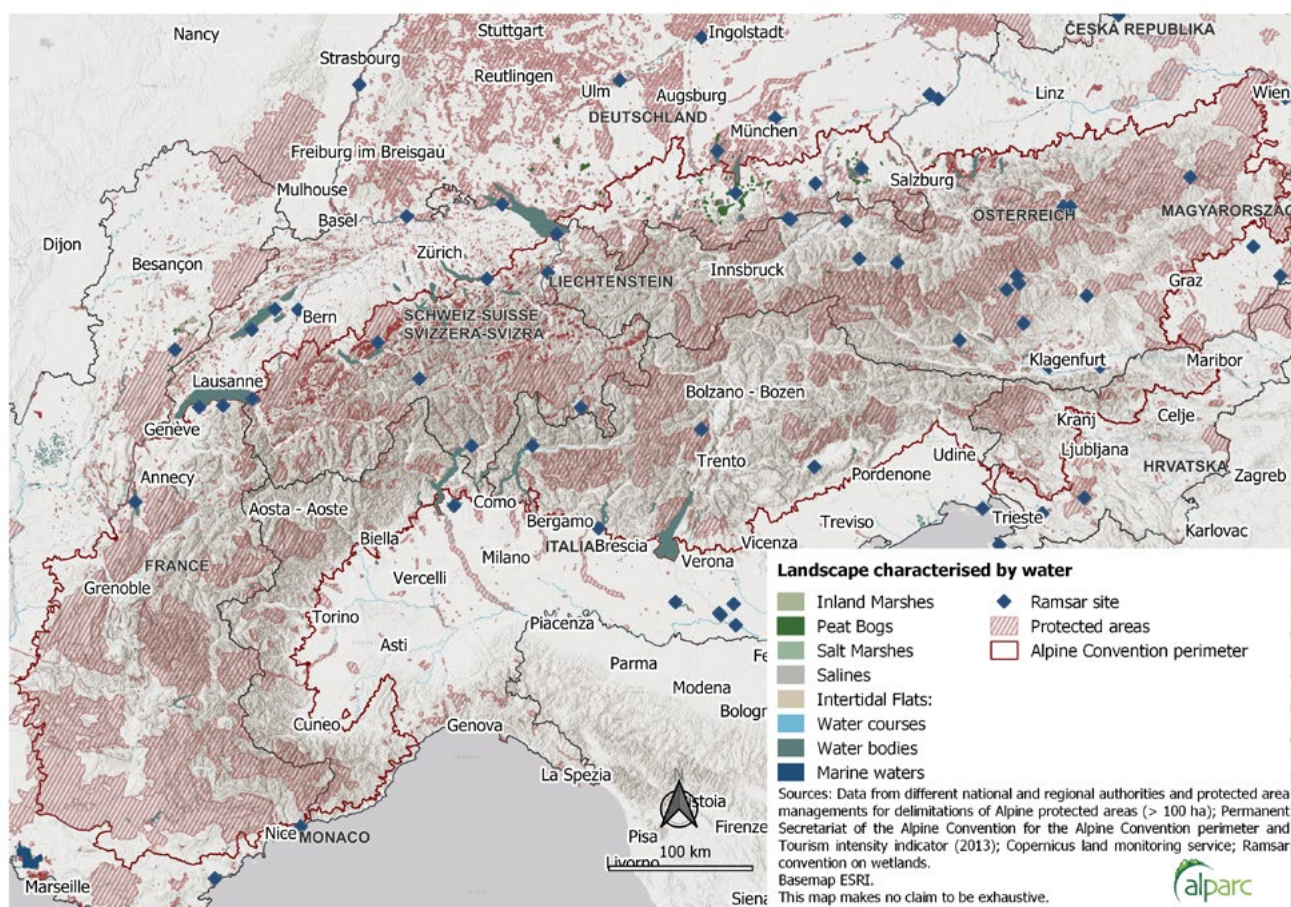 Nancy
Stuttgart
Ingolstadt
ČESKÁ REPUBLIKA
Strasbourg
Reutlingen
Ulm
Augsburg
Linz
Wien
DEUTSCHLAND
München
Freiburg im Breisgau
Mulhouse
Salzburg
Basel
ÖSTERREICH
MAGYARORSZÁG
Dijon
Zürich
Besançon
Innsbruck
LIECHTENSTEIN
Graz
Bern
SCHWEIZ-SUISSE
SVIZZERA-SVIZRA
Klagenfurt
Maribor
Lausanne
Bolzano - Bozen
Genève
Kranj
Celje
Ljubljana
Annecy
Trento
Udine
HRVATSKA
Zagreb
Pordenone
Aosta - Aoste
Como
Bergamo
Treviso
Trieste
Karlovac
Biella
ITALIA
Brescia
Vicenza
Milano
Verona
FRANCE
Vercelli
Grenoble
Torino
Piacenza
Asti
Parma
Fe
Modena
Bologn
Cuneo
Genova
La Spezia
stoia
Nice
MONACO
Pisa
Firenze
Livorno
100 km
Marseille
Siena
Landscape characterised by water
Inland Marshes
Peat Bogs
Salt Marshes
Salines
Intertidal Flats:
Water courses
Water bodies
Marine waters
Ramsar site
Protected areas
Alpine Convention perimeter
Sources: Data from different national and regional authorities and protected area
managements for delimitations of Alpine protected areas (> 100 ha); Permanent
Secretariat of the Alpine Convention for the Alpine Convention perimeter and
Tourism intensity indicator (2013); Copernicus land monitoring service; Ramsar
convention on wetlands.
Basemap ESRI.
This map makes no claim to be exhaustive.
alparc